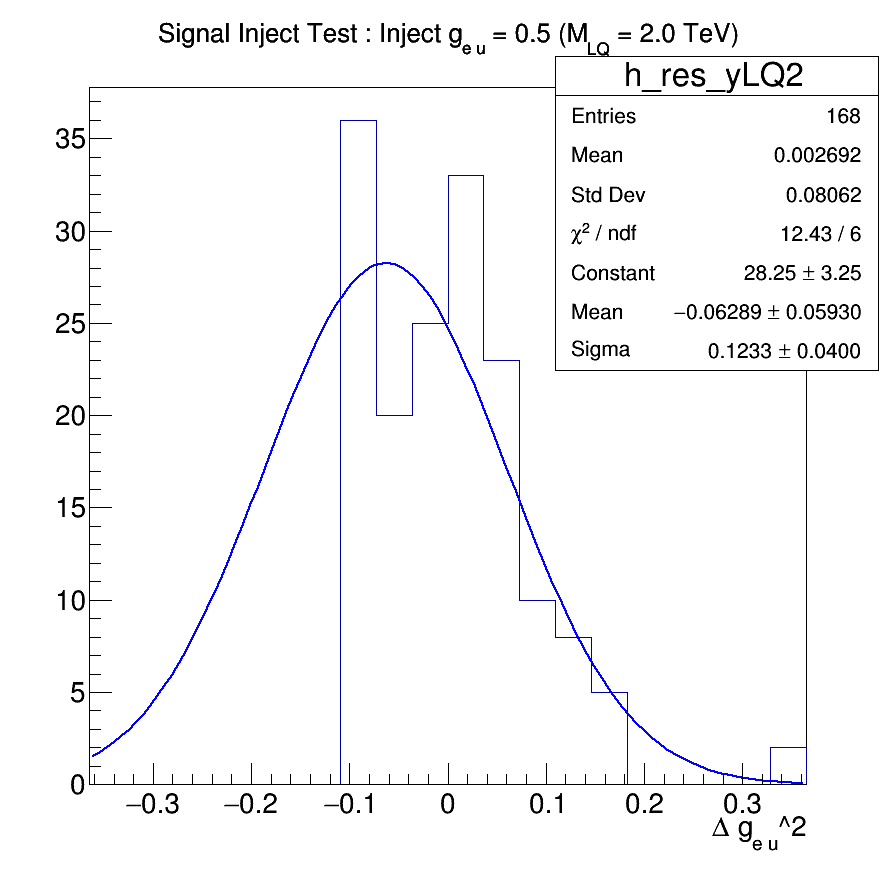 Signal Inject Test : Inject g_{e u} = 0.5 (M_{LQ} = 2.0 TeV)
h_res_yLQ2
Entries 168
Mean 0.002692
Std Dev 0.08062
χ² / ndf 12.43 / 6
Constant 28.25 ± 3.25
Mean −0.06289 ± 0.05930
Sigma 0.1233 ± 0.0400
35
30
25
20
15
10
5
0
−0.3 −0.2 −0.1 0 0.1 0.2 0.3
Δ g_{e u}^2